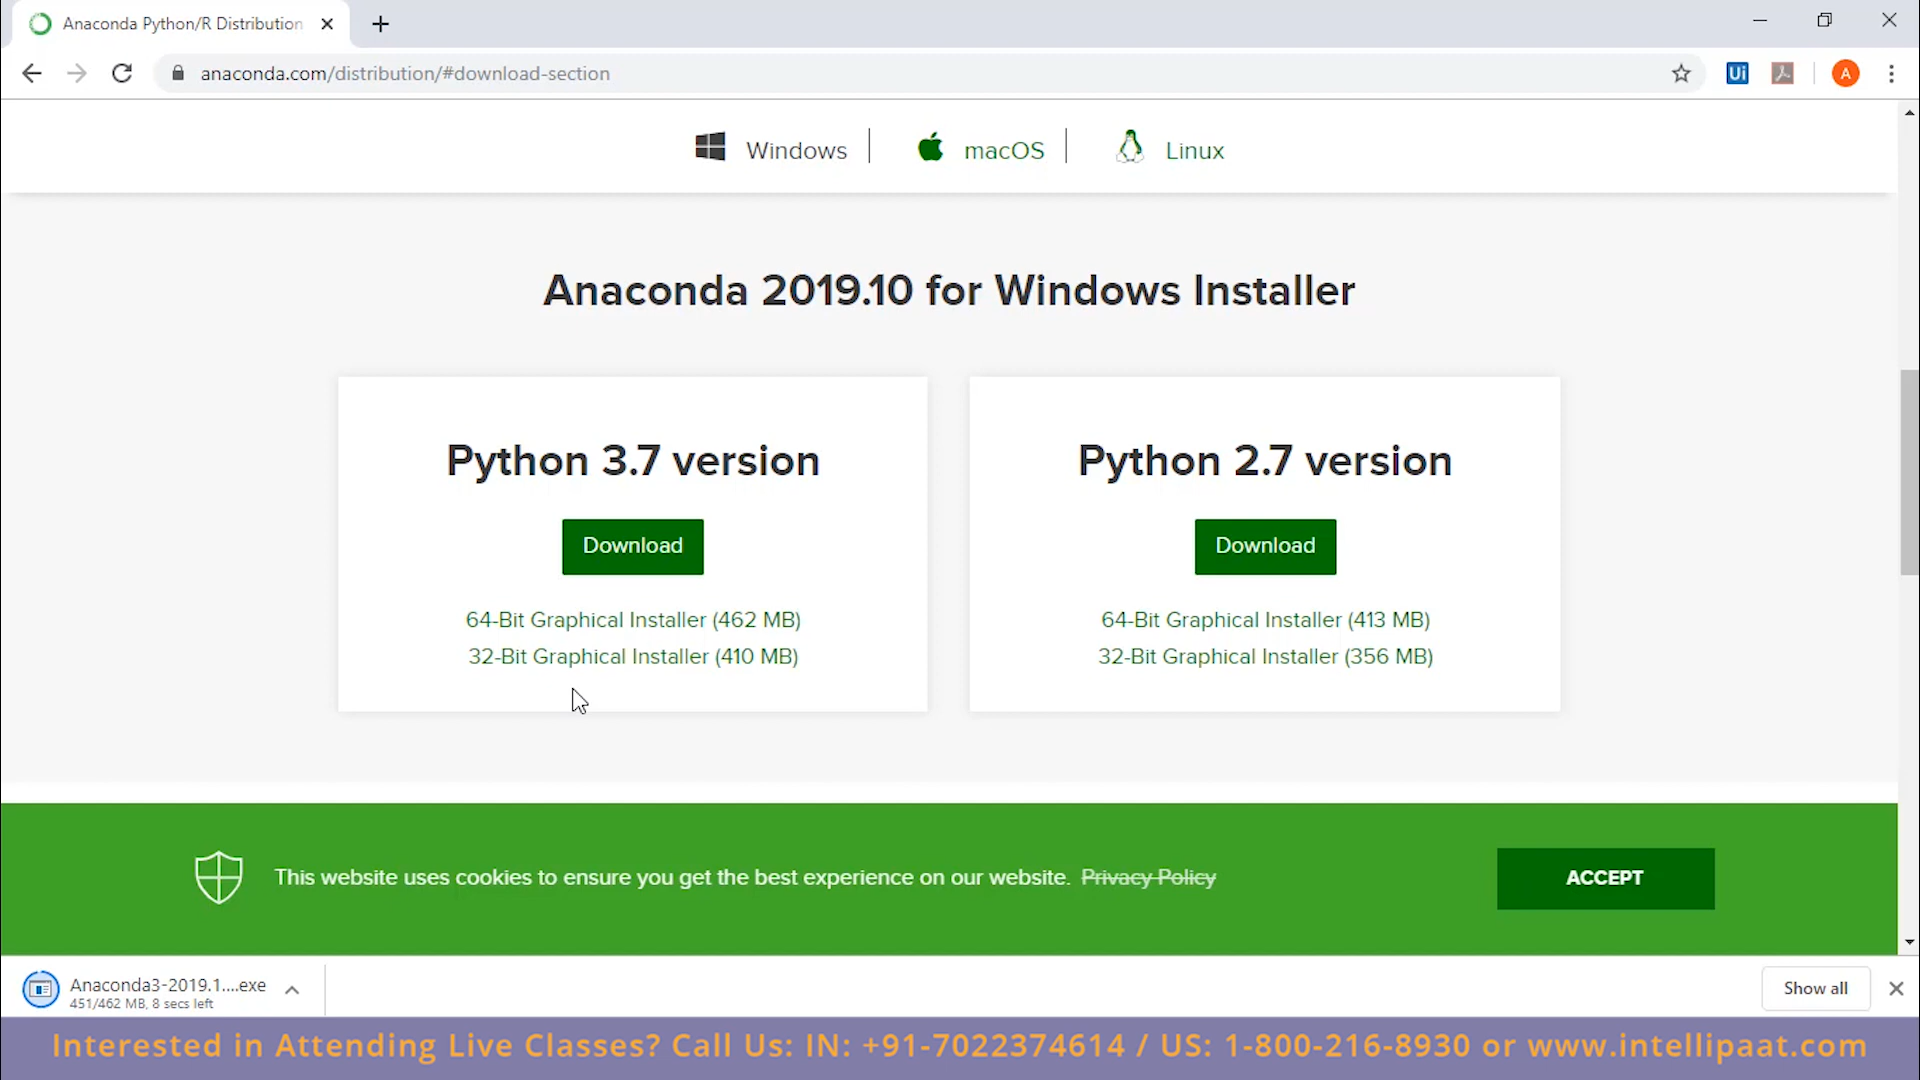 Anaconda Python/R Distribution
anaconda.com/distribution/#download-section
Ui
A
Windows
macOS
Linux
Anaconda 2019.10 for Windows Installer
Python 3.7 version
Download
64-Bit Graphical Installer (462 MB)
32-Bit Graphical Installer (410 MB)
Python 2.7 version
Download
64-Bit Graphical Installer (413 MB)
32-Bit Graphical Installer (356 MB)
This website uses cookies to ensure you get the best experience on our website. Privacy Policy
ACCEPT
Anaconda3-2019.1....exe
451/462 MB, 8 secs left
Show all
Interested in Attending Live Classes? Call Us: IN: +91-7022374614 / US: 1-800-216-8930 or www.intellipaat.com